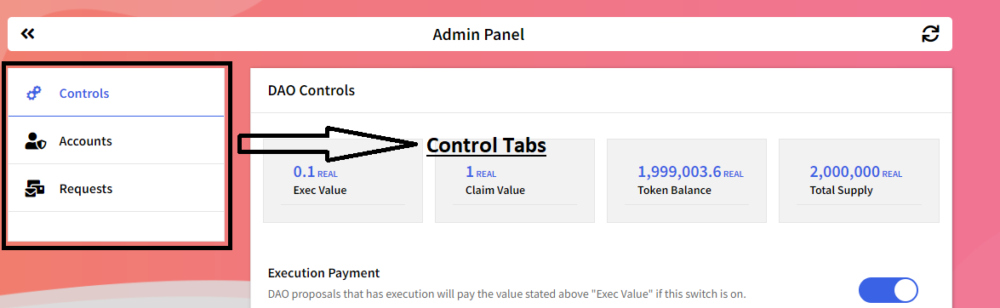 Admin Panel
Controls
Accounts
Requests
DAO Controls
Control Tabs
0.1 REAL
Exec Value
1 REAL
Claim Value
1,999,003.6 REAL
Token Balance
2,000,000 REAL
Total Supply
Execution Payment
DAO proposals that has execution will pay the value stated above "Exec Value" if this switch is on.